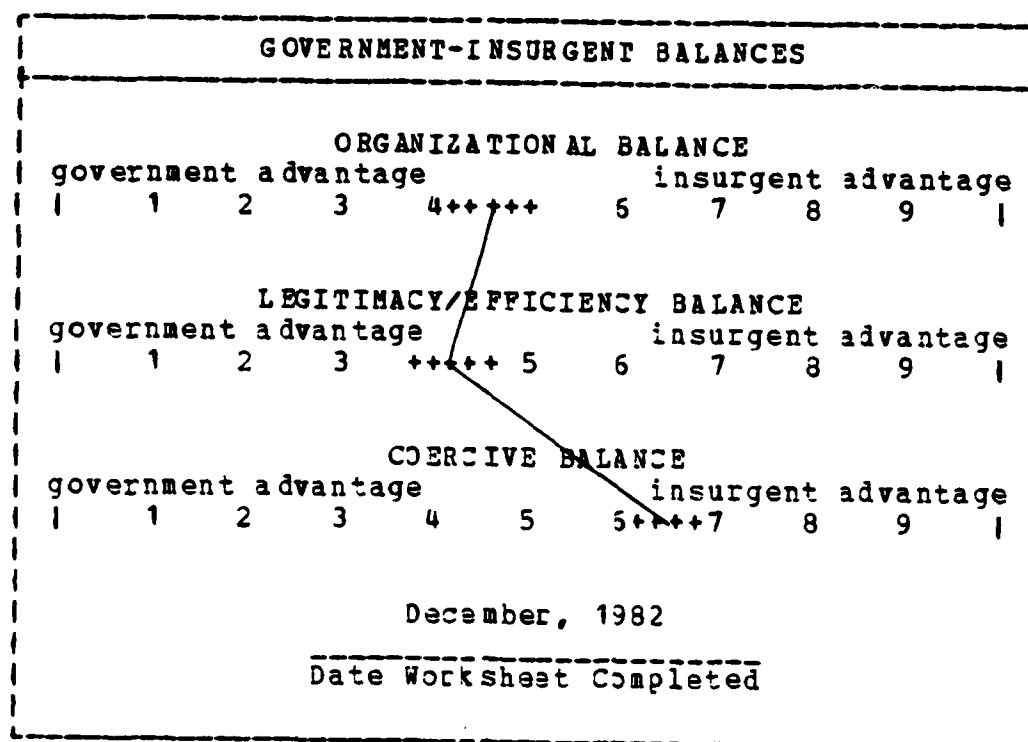 GOVERNMENT-INSURGENT BALANCES
ORGANIZATIONAL BALANCE
government advantage insurgent advantage
| 1 2 3 4+++++ 6 7 8 9 |
LEGITIMACY/EFFICIENCY BALANCE
government advantage insurgent advantage
| 1 2 3 +++++ 5 6 7 8 9 |
COERCIVE BALANCE
government advantage insurgent advantage
| 1 2 3 4 5 6++++7 8 9 |
December, 1982
Date Worksheet Completed